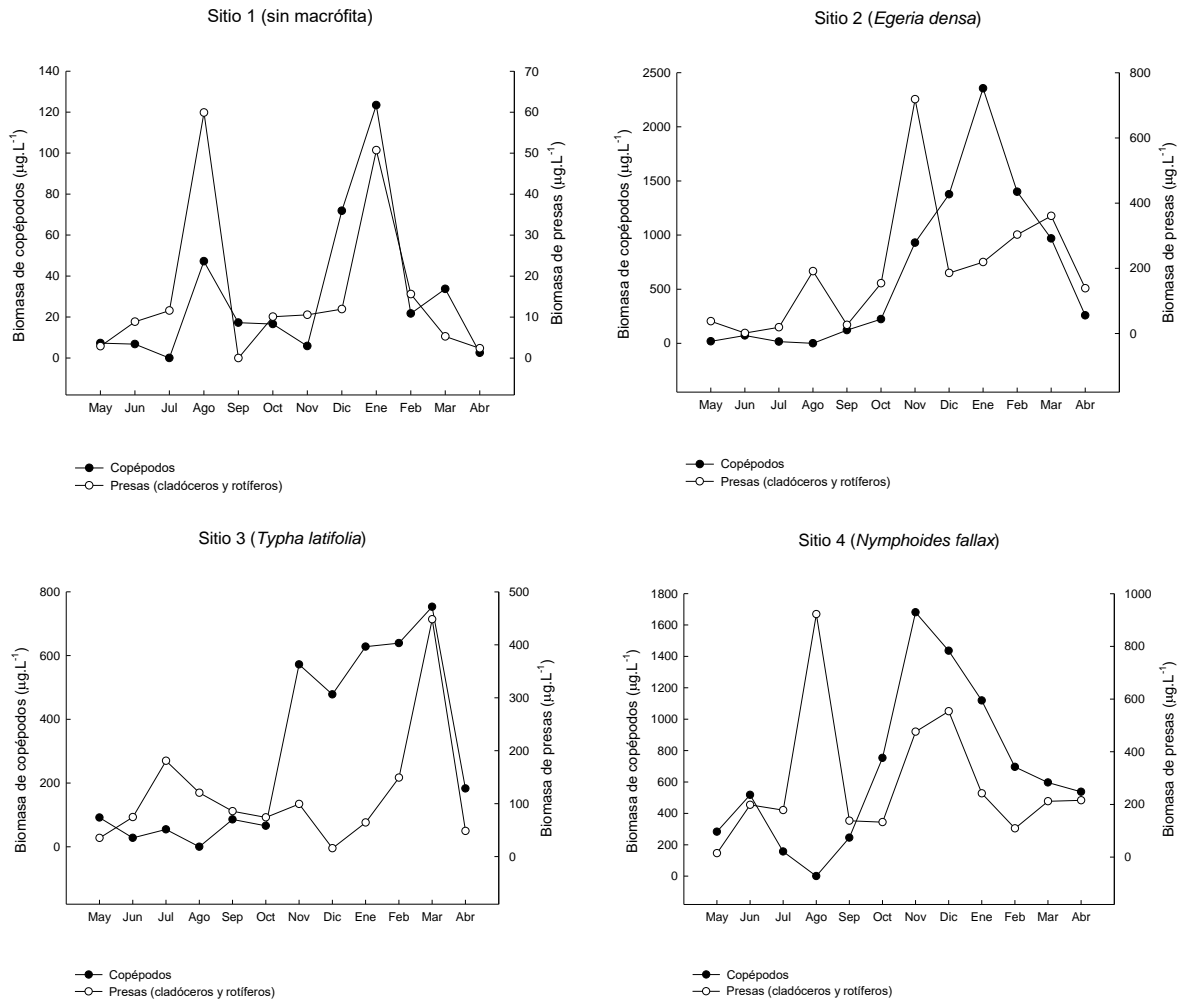 Sitio 1 (sin macrófita)
Biomasa de copépodos (µg.L-1)
140
120
100
80
60
40
20
0
70
60
50
40
30
20
10
0
Biomasa de presas (µg.L-1)
May Jun Jul Ago Sep Oct Nov Dic Ene Feb Mar Abr
Copépodos
Presas (cladóceros y rotíferos)
Sitio 2 (Egeria densa)
Biomasa de copépodos (µg.L-1)
2500
2000
1500
1000
500
0
800
600
400
200
0
Biomasa de presas (µg.L-1)
May Jun Jul Ago Sep Oct Nov Dic Ene Feb Mar Abr
Copépodos
Presas (cladóceros y rotíferos)
Sitio 3 (Typha latifolia)
Biomasa de copépodos (µg.L-1)
800
600
400
200
0
500
400
300
200
100
0
Biomasa de presas (µg.L-1)
May Jun Jul Ago Sep Oct Nov Dic Ene Feb Mar Abr
Copépodos
Presas (cladóceros y rotíferos)
Sitio 4 (Nymphoides fallax)
Biomasa de copépodos (µg.L-1)
1800
1600
1400
1200
1000
800
600
400
200
0
1000
800
600
400
200
0
Biomasa de presas (µg.L-1)
May Jun Jul Ago Sep Oct Nov Dic Ene Feb Mar Abr
Copépodos
Presas (cladóceros y rotíferos)